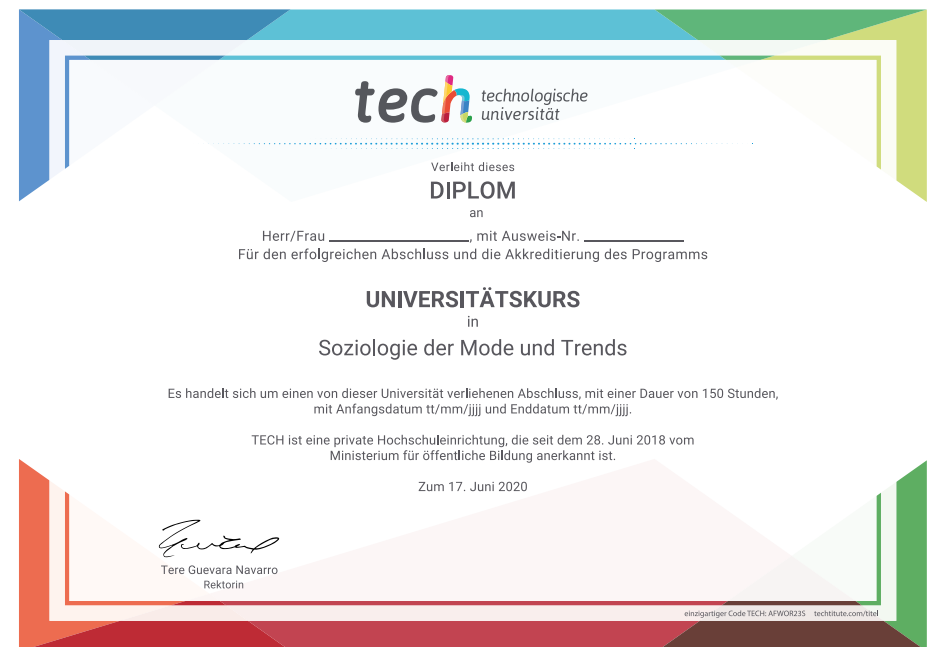 tech technologische
universität
Verleiht dieses
DIPLOM
an
Herr/Frau ____________________, mit Ausweis-Nr. ______________
Für den erfolgreichen Abschluss und die Akkreditierung des Programms
UNIVERSITÄTSKURS
in
Soziologie der Mode und Trends
Es handelt sich um einen von dieser Universität verliehenen Abschluss, mit einer Dauer von 150 Stunden,
mit Anfangsdatum tt/mm/jjjj und Enddatum tt/mm/jjjj.
TECH ist eine private Hochschuleinrichtung, die seit dem 28. Juni 2018 vom
Ministerium für öffentliche Bildung anerkannt ist.
Zum 17. Juni 2020
Tere Guevara Navarro
Rektorin
einzigartiger Code TECH: AFWOR23S techtitute.com/titel